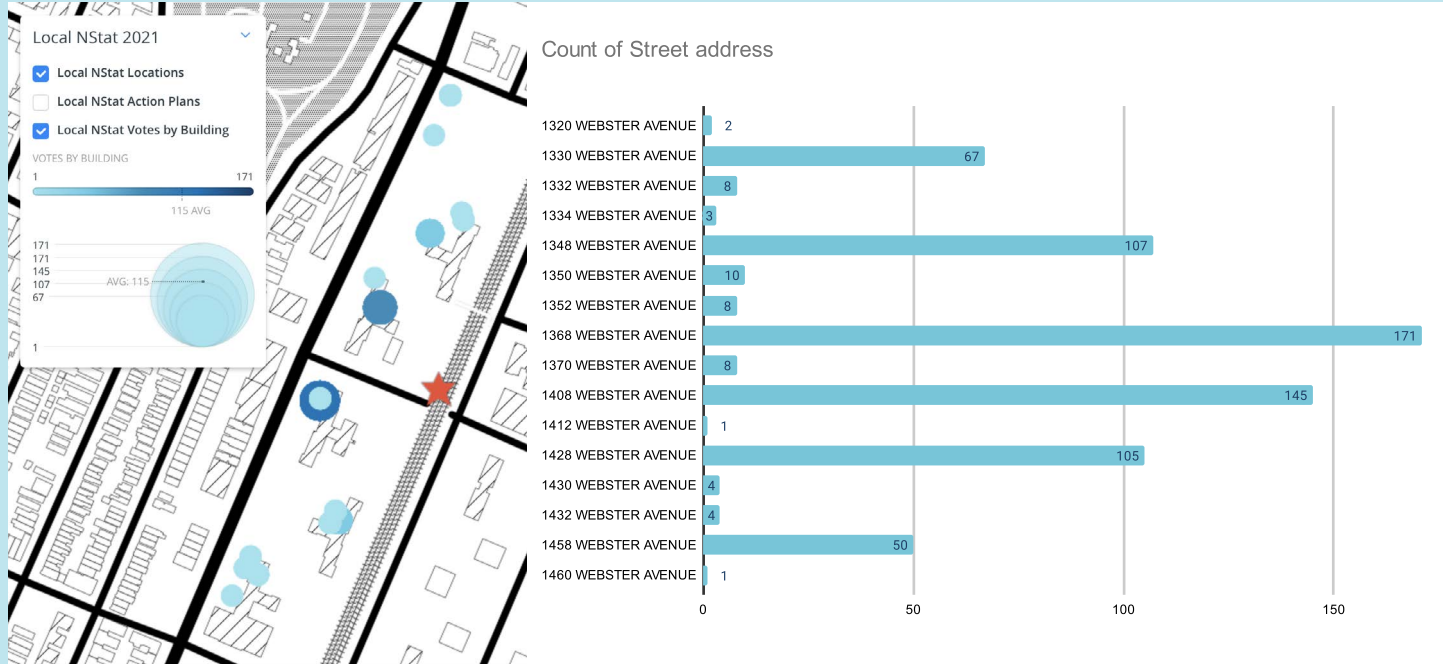 Local NStat 2021
Local NStat Locations
Local NStat Action Plans
Local NStat Votes by Building
VOTES BY BUILDING
1 171
115 AVG
171
171
145
107
67
AVG: 115
1
Count of Street address
1320 WEBSTER AVENUE 2
1330 WEBSTER AVENUE 67
1332 WEBSTER AVENUE 8
1334 WEBSTER AVENUE 3
1348 WEBSTER AVENUE 107
1350 WEBSTER AVENUE 10
1352 WEBSTER AVENUE 8
1368 WEBSTER AVENUE 171
1370 WEBSTER AVENUE 8
1408 WEBSTER AVENUE 145
1412 WEBSTER AVENUE 1
1428 WEBSTER AVENUE 105
1430 WEBSTER AVENUE 4
1432 WEBSTER AVENUE 4
1458 WEBSTER AVENUE 50
1460 WEBSTER AVENUE 1
0 50 100 150